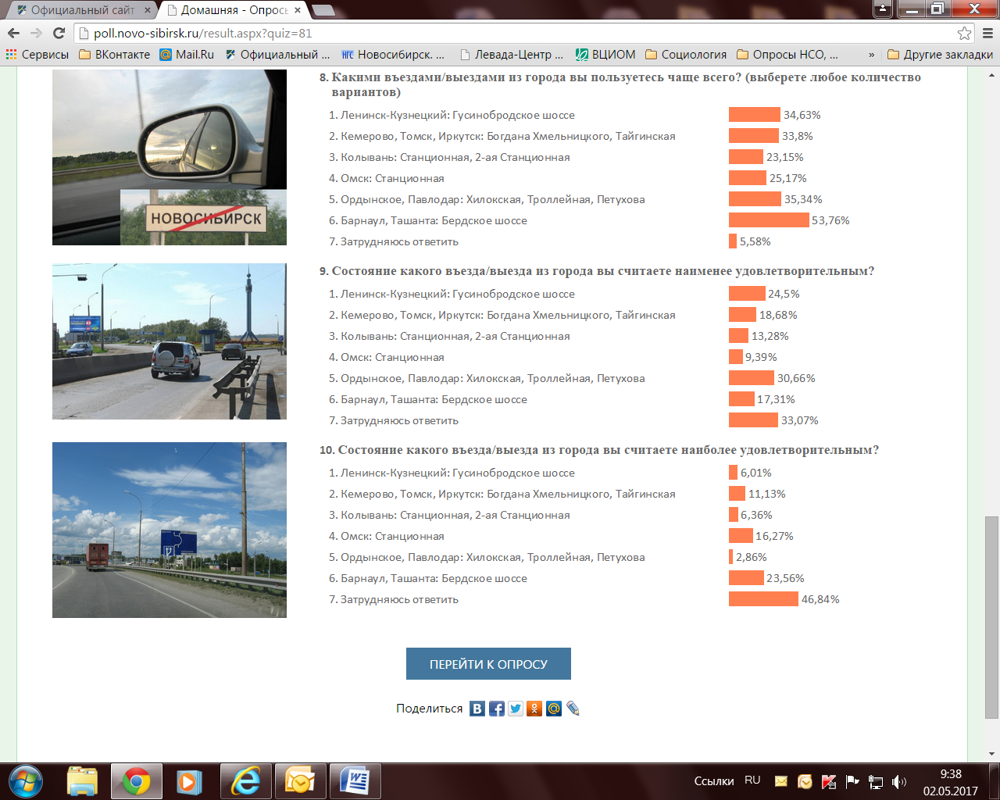 Официальный сайт
Домашняя - Опросы
poll.novo-sibirsk.ru/result.aspx?quiz=81
Сервисы
ВКонтакте
Mail.Ru
Официальный ...
НГС
Новосибирск. ...
Левада-Центр ...
ВЦИОМ
Социология
Опросы НСО, ...
»
Другие закладки
8. Какими въездами/выездами из города вы пользуетесь чаще всего? (выберете любое количество
вариантов)
1. Ленинск-Кузнецкий: Гусинобродское шоссе 34,63%
2. Кемерово, Томск, Иркутск: Богдана Хмельницкого, Тайгинская 33,8%
3. Колывань: Станционная, 2-ая Станционная 23,15%
4. Омск: Станционная 25,17%
5. Ордынское, Павлодар: Хилокская, Троллейная, Петухова 35,34%
6. Барнаул, Ташанта: Бердское шоссе 53,76%
7. Затрудняюсь ответить 5,58%
НОВОСИБИРСК
9. Состояние какого въезда/выезда из города вы считаете наименее удовлетворительным?
1. Ленинск-Кузнецкий: Гусинобродское шоссе 24,5%
2. Кемерово, Томск, Иркутск: Богдана Хмельницкого, Тайгинская 18,68%
3. Колывань: Станционная, 2-ая Станционная 13,28%
4. Омск: Станционная 9,39%
5. Ордынское, Павлодар: Хилокская, Троллейная, Петухова 30,66%
6. Барнаул, Ташанта: Бердское шоссе 17,31%
7. Затрудняюсь ответить 33,07%
10. Состояние какого въезда/выезда из города вы считаете наиболее удовлетворительным?
1. Ленинск-Кузнецкий: Гусинобродское шоссе 6,01%
2. Кемерово, Томск, Иркутск: Богдана Хмельницкого, Тайгинская 11,13%
3. Колывань: Станционная, 2-ая Станционная 6,36%
4. Омск: Станционная 16,27%
5. Ордынское, Павлодар: Хилокская, Троллейная, Петухова 2,86%
6. Барнаул, Ташанта: Бердское шоссе 23,56%
7. Затрудняюсь ответить 46,84%
ПЕРЕЙТИ К ОПРОСУ
Поделиться
Ссылки
RU
9:38
02.05.2017